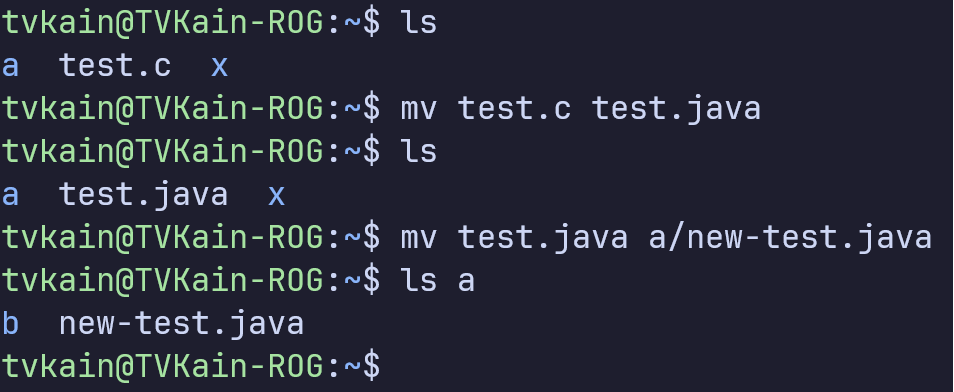 tvkain@TVKain-ROG:~$ ls
a  test.c  x
tvkain@TVKain-ROG:~$ mv test.c test.java
tvkain@TVKain-ROG:~$ ls
a  test.java  x
tvkain@TVKain-ROG:~$ mv test.java a/new-test.java
tvkain@TVKain-ROG:~$ ls a
b  new-test.java
tvkain@TVKain-ROG:~$